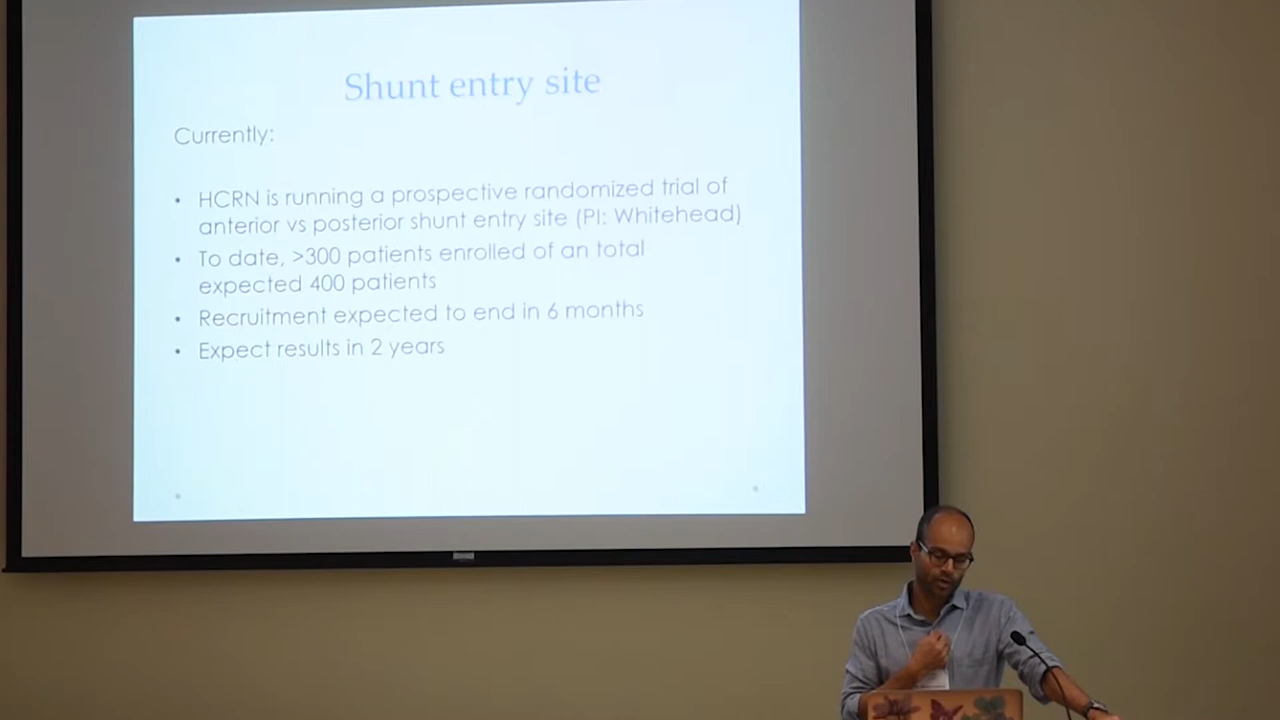 Shunt entry site
Currently:
• HCRN is running a prospective randomized trial of
anterior vs posterior shunt entry site (PI: Whitehead)
• To date, >300 patients enrolled of an total
expected 400 patients
• Recruitment expected to end in 6 months
• Expect results in 2 years